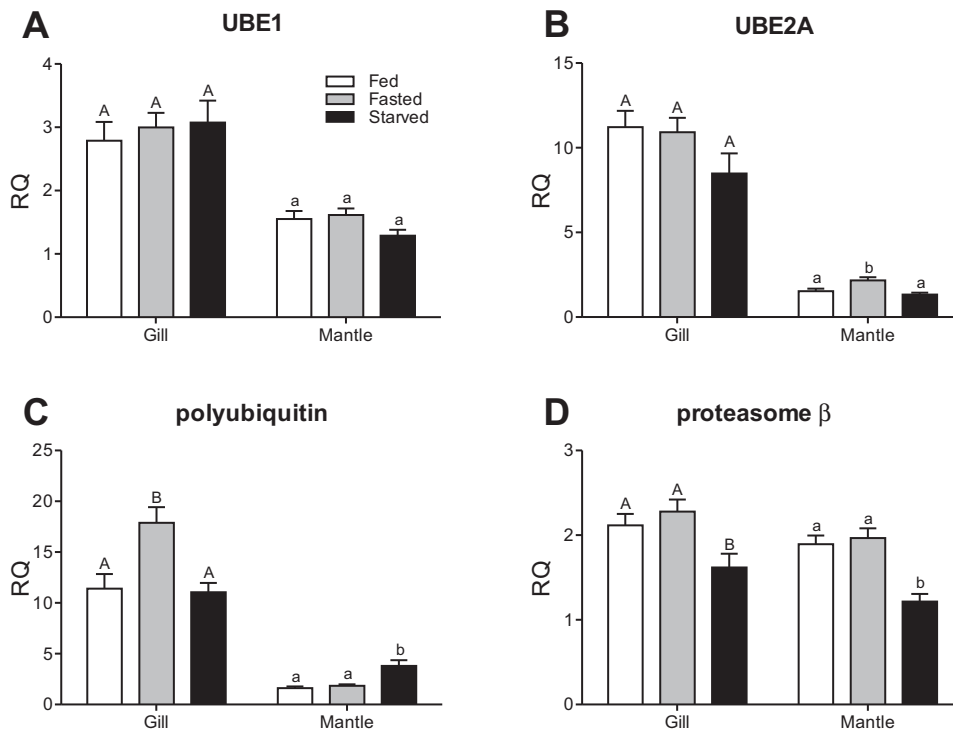 A
UBE1
RQ
4
3
2
1
0
A
A
A
a
a
a
Gill
Mantle
Fed
Fasted
Starved
B
UBE2A
RQ
15
10
5
0
A
A
A
a
b
a
Gill
Mantle
C
polyubiquitin
RQ
25
20
15
10
5
0
A
B
A
a
a
b
Gill
Mantle
D
proteasome β
RQ
3
2
1
0
A
A
B
a
a
b
Gill
Mantle